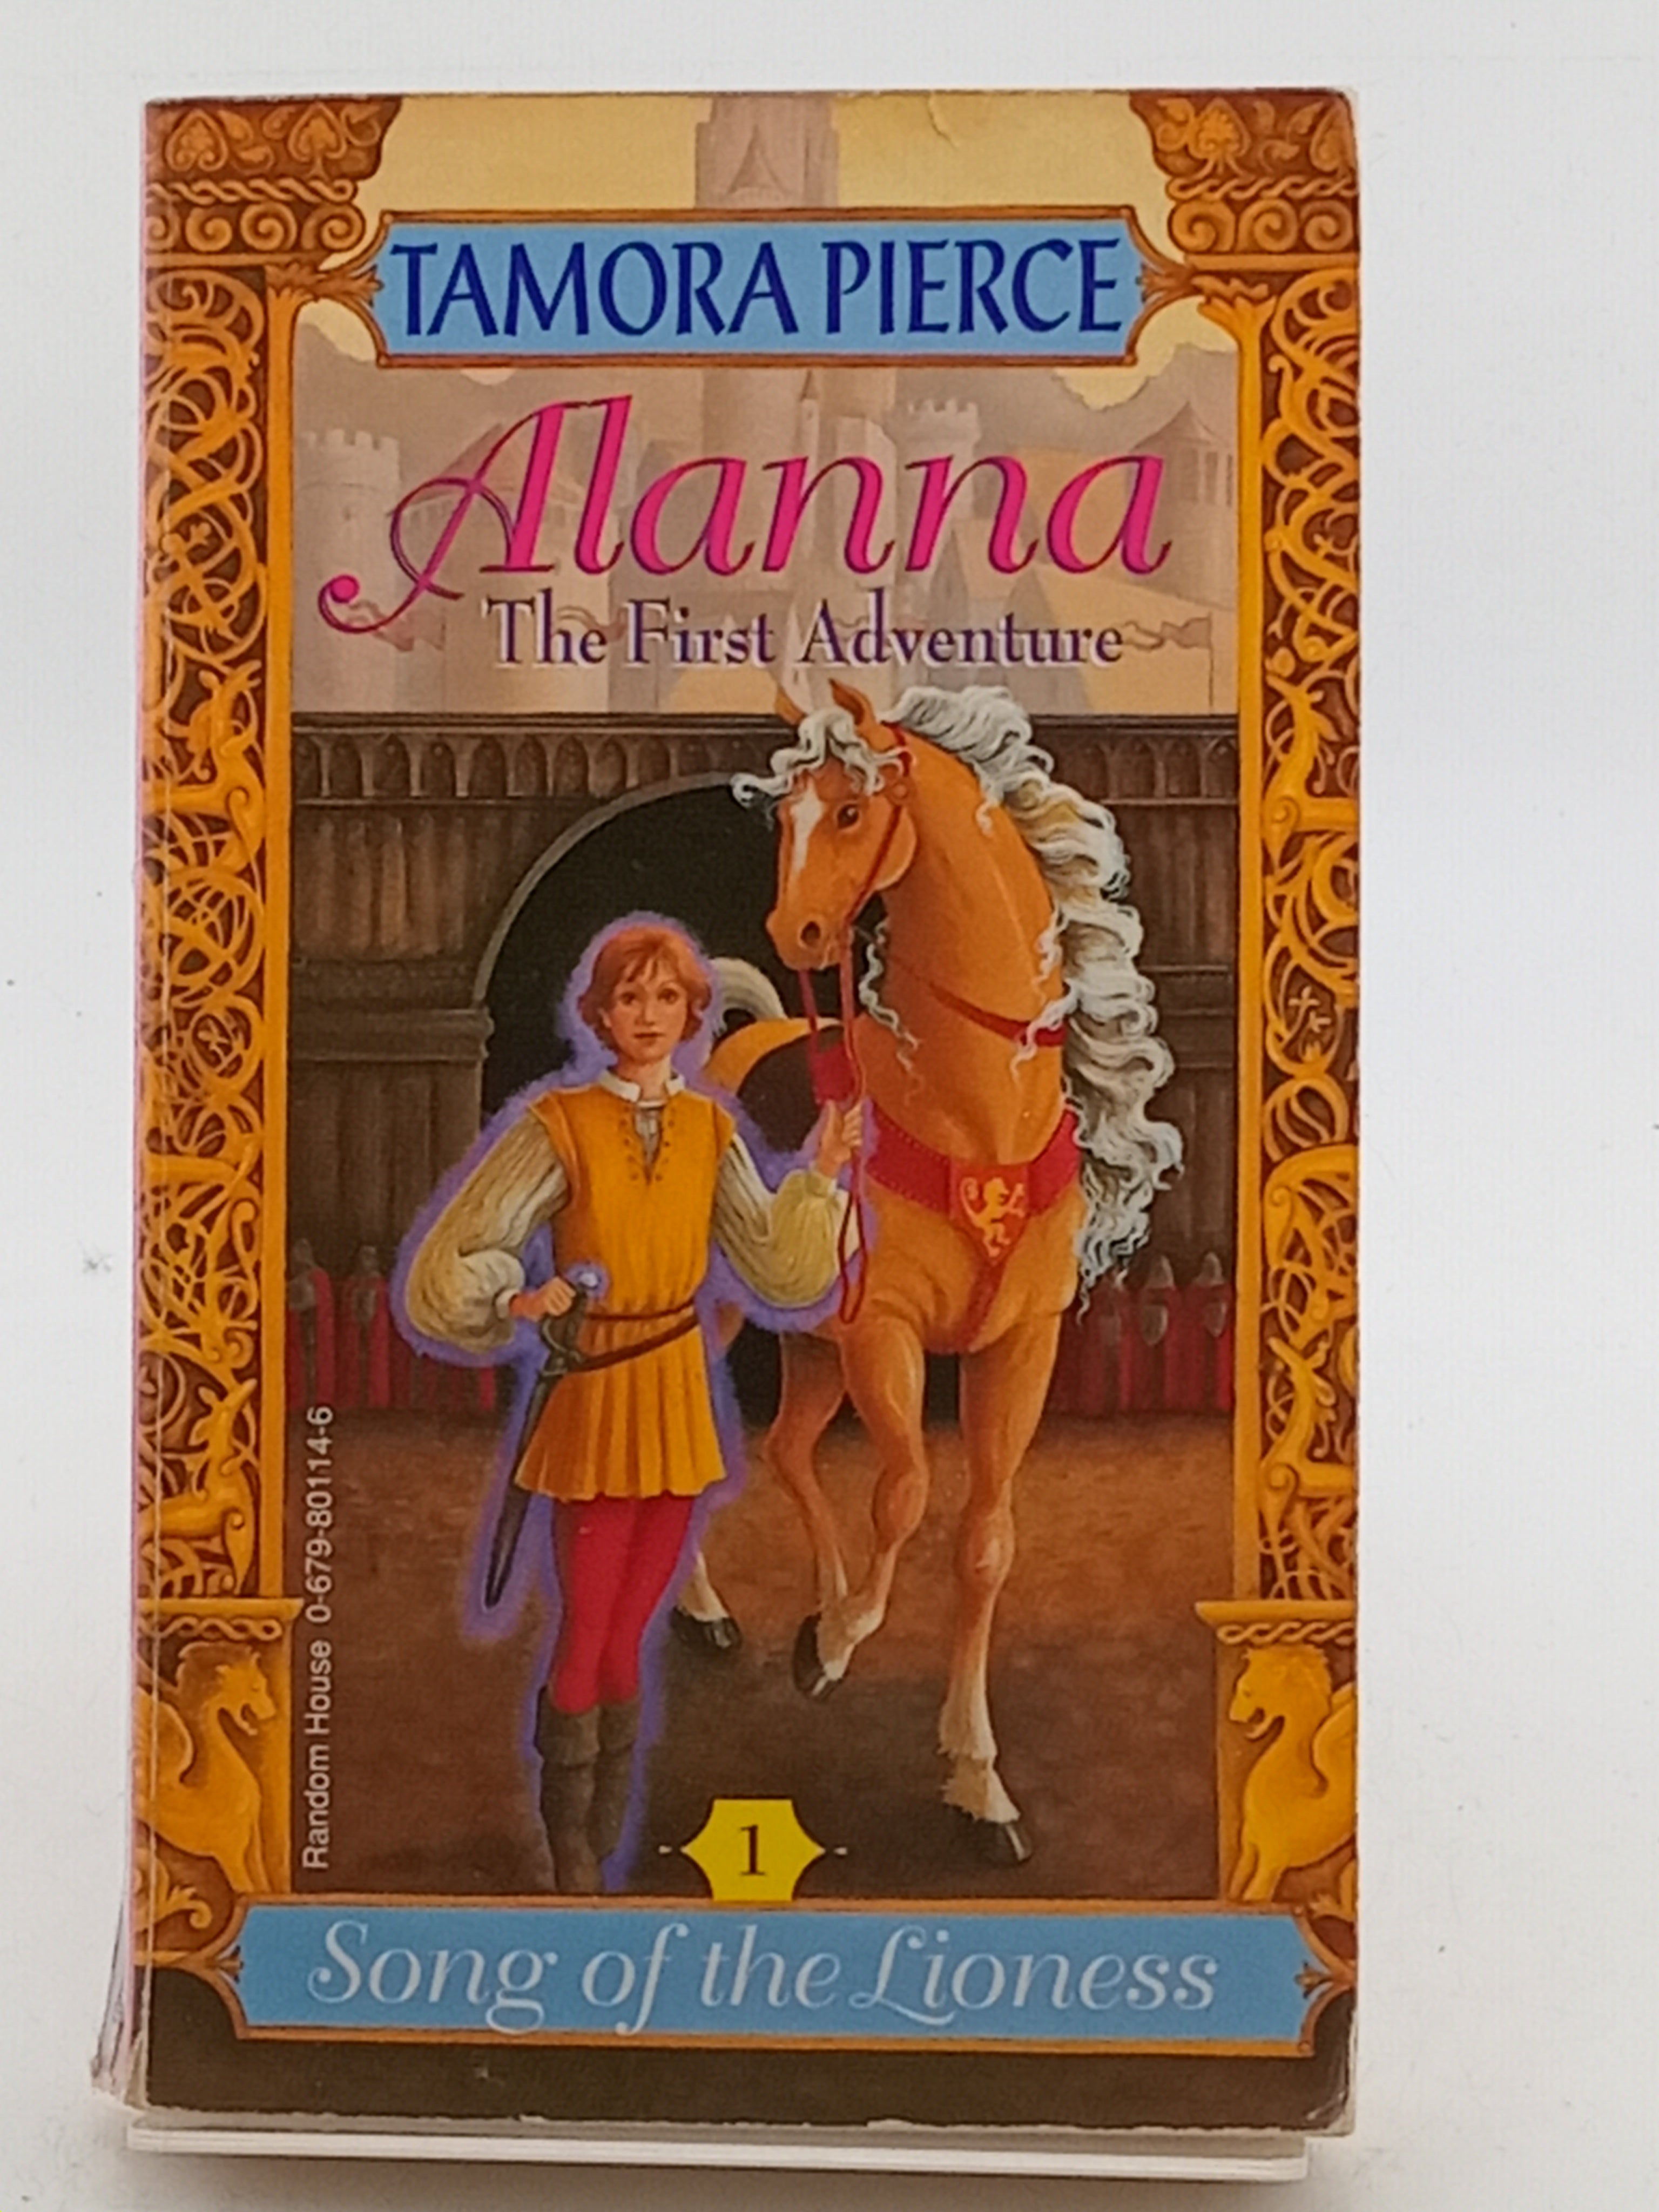 TAMORA PIERCE
Alanna
The First Adventure
Random House 0-679-80114-6
1
Song of the Lioness